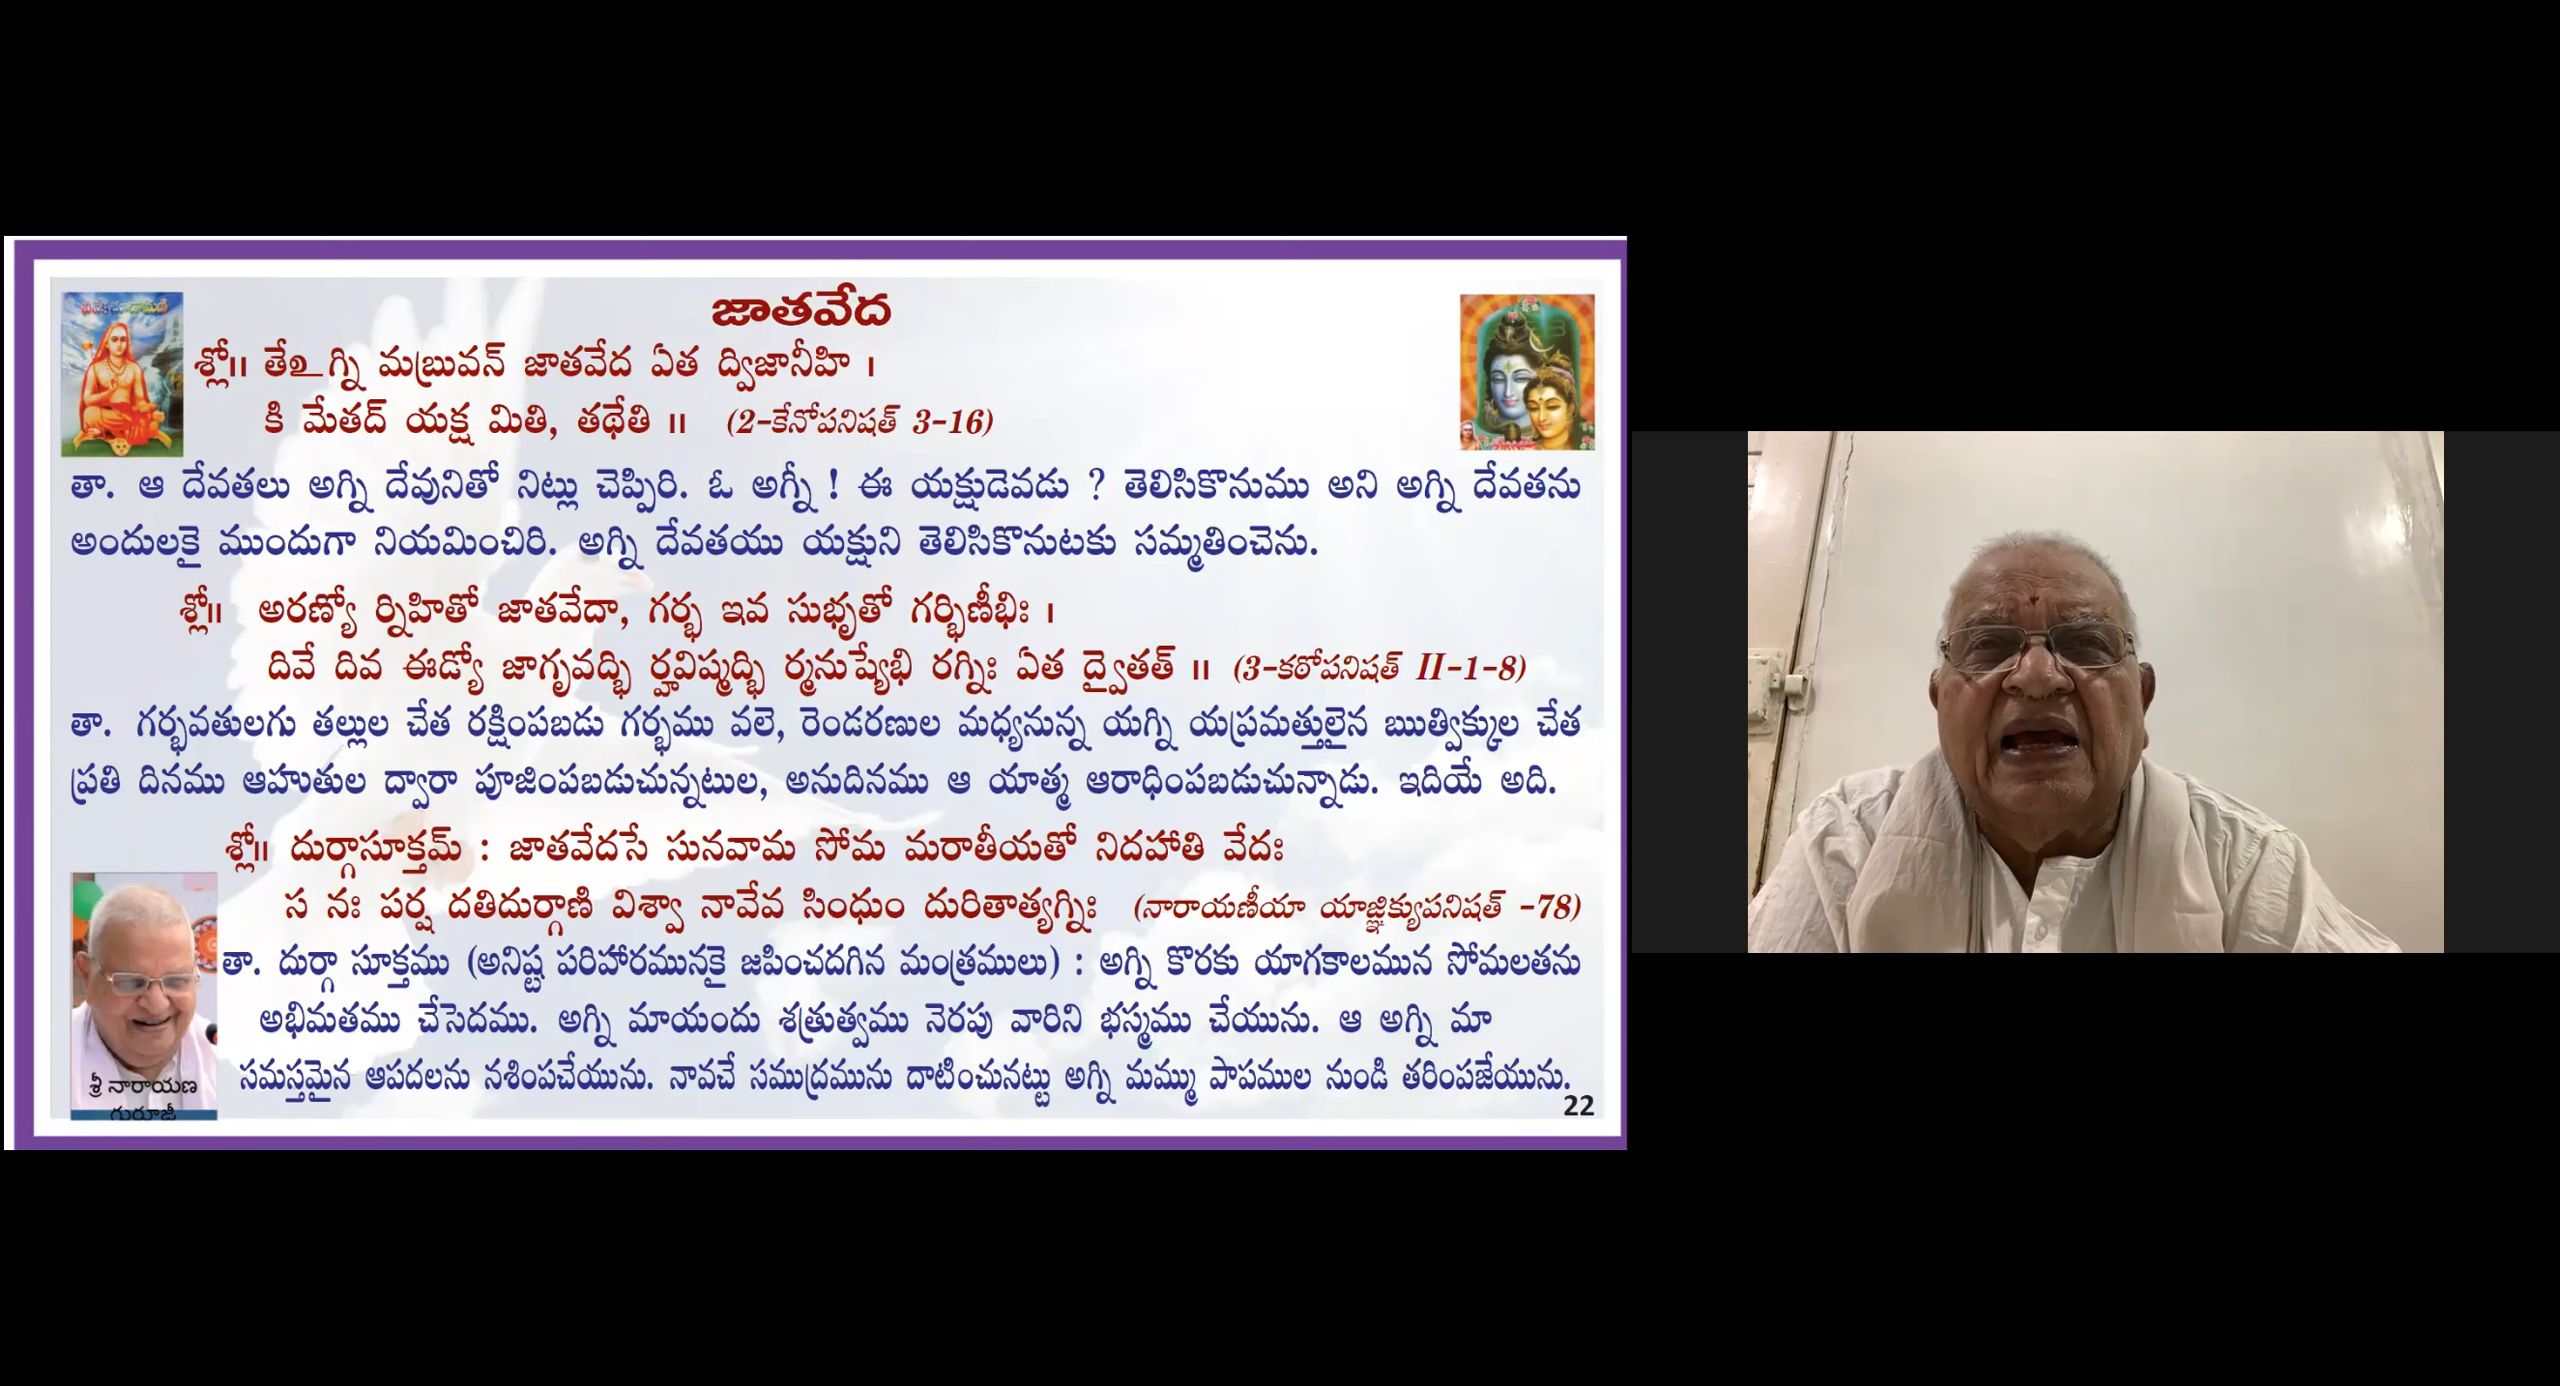 జాతవేద
శ్లో॥ తేఽగ్ని మబ్రువన్ జాతవేద ఏత ద్విజానీహి ।
కి మేతద్ యక్ష మితి, తథేతి ॥ (2-కేనోపనిషత్ 3-16)
తా. ఆ దేవతలు అగ్ని దేవునితో నిట్లు చెప్పిరి. ఓ అగ్నీ ! ఈ యక్షుడెవడు ? తెలిసికొనుము అని అగ్ని దేవతను
అందులకై ముందుగా నియమించిరి. అగ్ని దేవతయు యక్షుని తెలిసికొనుటకు సమ్మతించెను.
శ్లో॥ అరణ్యో ర్నిహితో జాతవేదా, గర్భ ఇవ సుభృతో గర్భిణీభిః ।
దివే దివ ఈడ్యో జాగృవద్భి ర్హవిష్మద్భి ర్మనుష్యేభి రగ్నిః ఏత ద్వైతత్ ॥ (3-కఠోపనిషత్ II-1-8)
తా. గర్భవతులగు తల్లుల చేత రక్షింపబడు గర్భము వలె, రెండరణుల మధ్యనున్న యగ్ని యప్రమత్తులైన ఋత్విక్కుల చేత
ప్రతి దినము ఆహుతుల ద్వారా పూజింపబడుచున్నటుల, అనుదినము ఆ యాత్మ ఆరాధింపబడుచున్నాడు. ఇదియే అది.
శ్లో॥ దుర్గాసూక్తమ్ : జాతవేదసే సునవామ సోమ మరాతీయతో నిదహాతి వేదః
స నః పర్ష దతిదుర్గాణి విశ్వా నావేవ సింధుం దురితాత్యగ్నిః (నారాయణీయా యాజ్ఞిక్యుపనిషత్ -78)
తా. దుర్గా సూక్తము (అనిష్ట పరిహారమునకై జపించదగిన మంత్రములు) : అగ్ని కొరకు యాగకాలమున సోమలతను
అభిమతము చేసెదము. అగ్ని మాయందు శత్రుత్వము నెరపు వారిని భస్మము చేయును. ఆ అగ్ని మా
సమస్తమైన ఆపదలను నశింపచేయును. నావచే సముద్రమును దాటించునట్టు అగ్ని మమ్ము పాపముల నుండి తరింపజేయును.
శ్రీ నారాయణ
గురూజీ
22